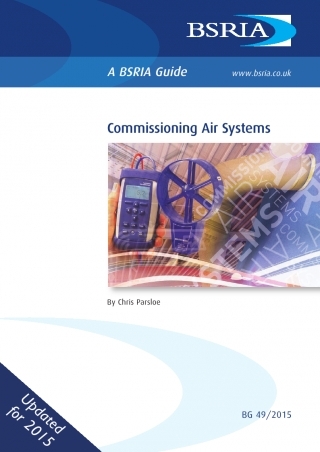 BSRIA
A BSRIA Guide
www.bsria.co.uk
Commissioning Air Systems
By Chris Parsloe
Updated
for 2015
BG 49/2015